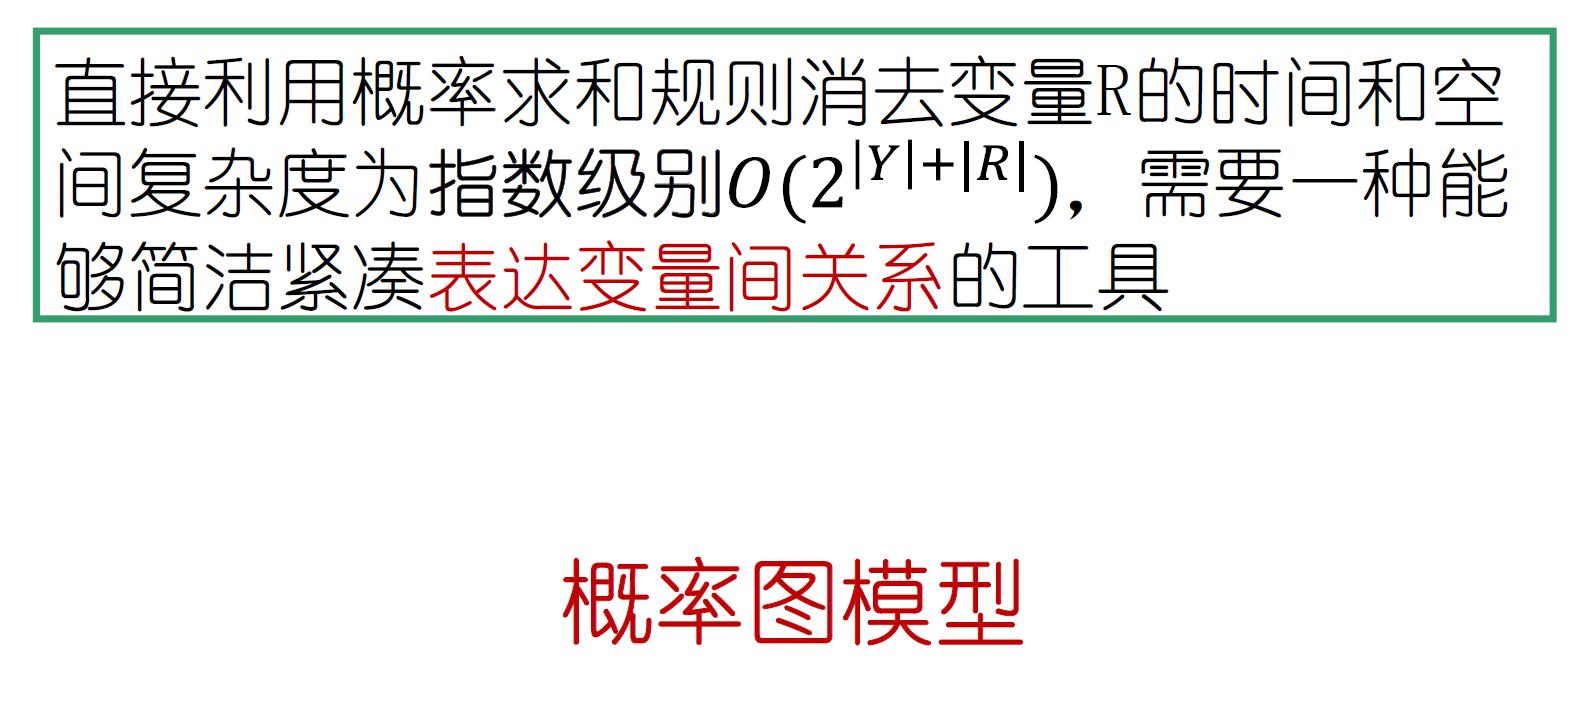 直接利用概率求和规则消去变量R的时间和空
间复杂度为指数级别$O(2^{|Y|+|R|})$，需要一种能
够简洁紧凑表达变量间关系的工具
概率图模型